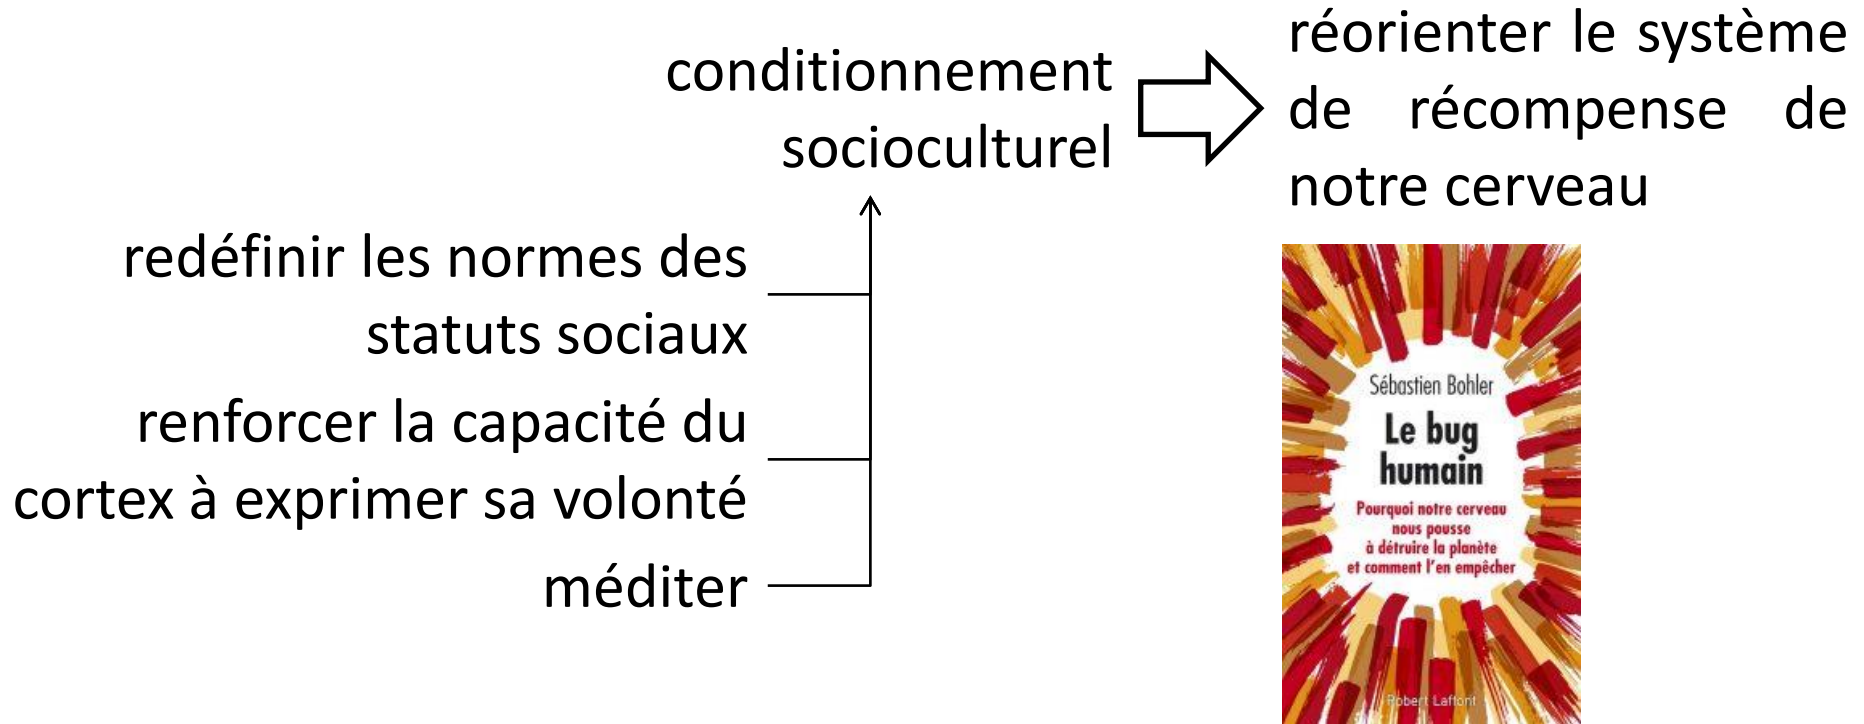 conditionnement
socioculturel
réorienter le système
de récompense de
notre cerveau
redéfinir les normes des
statuts sociaux
renforcer la capacité du
cortex à exprimer sa volonté
méditer
Sébastien Bohler
Le bug
humain
Pourquoi notre cerveau
nous pousse
à détruire la planète
et comment l'en empêcher
Robert Laffont